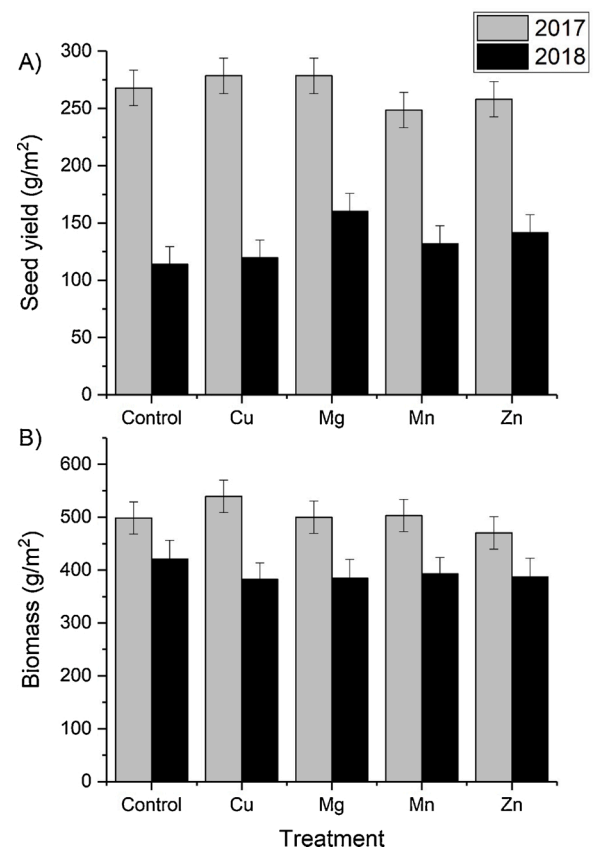 2017
2018
A)
Seed yield (g/m²)
300
250
200
150
100
50
0
Control Cu Mg Mn Zn
B)
Biomass (g/m²)
600
500
400
300
200
100
0
Control Cu Mg Mn Zn
Treatment